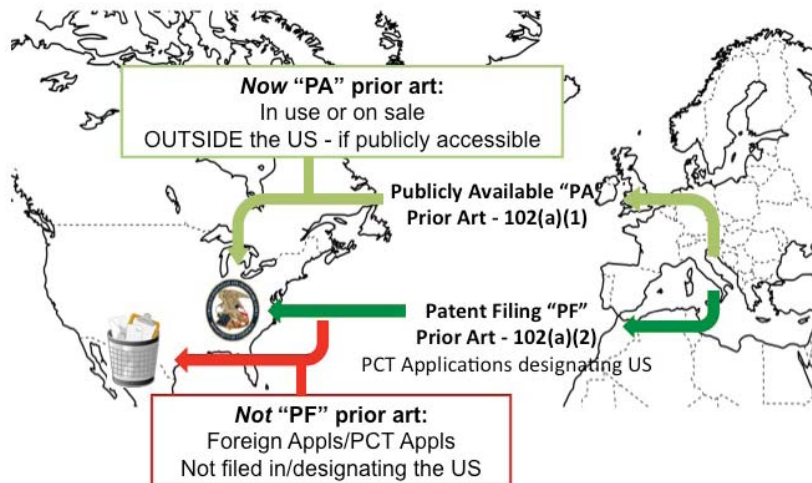 Now “PA” prior art:
In use or on sale
OUTSIDE the US - if publicly accessible
Publicly Available “PA
Prior Art - 102(a)(1)
Patent Filing “PF”
Prior Art - 102(a)(2)
PCT Applications designating US
Not “PF” prior art:
Foreign Appls/PCT Appls
Not filed in/designating the US